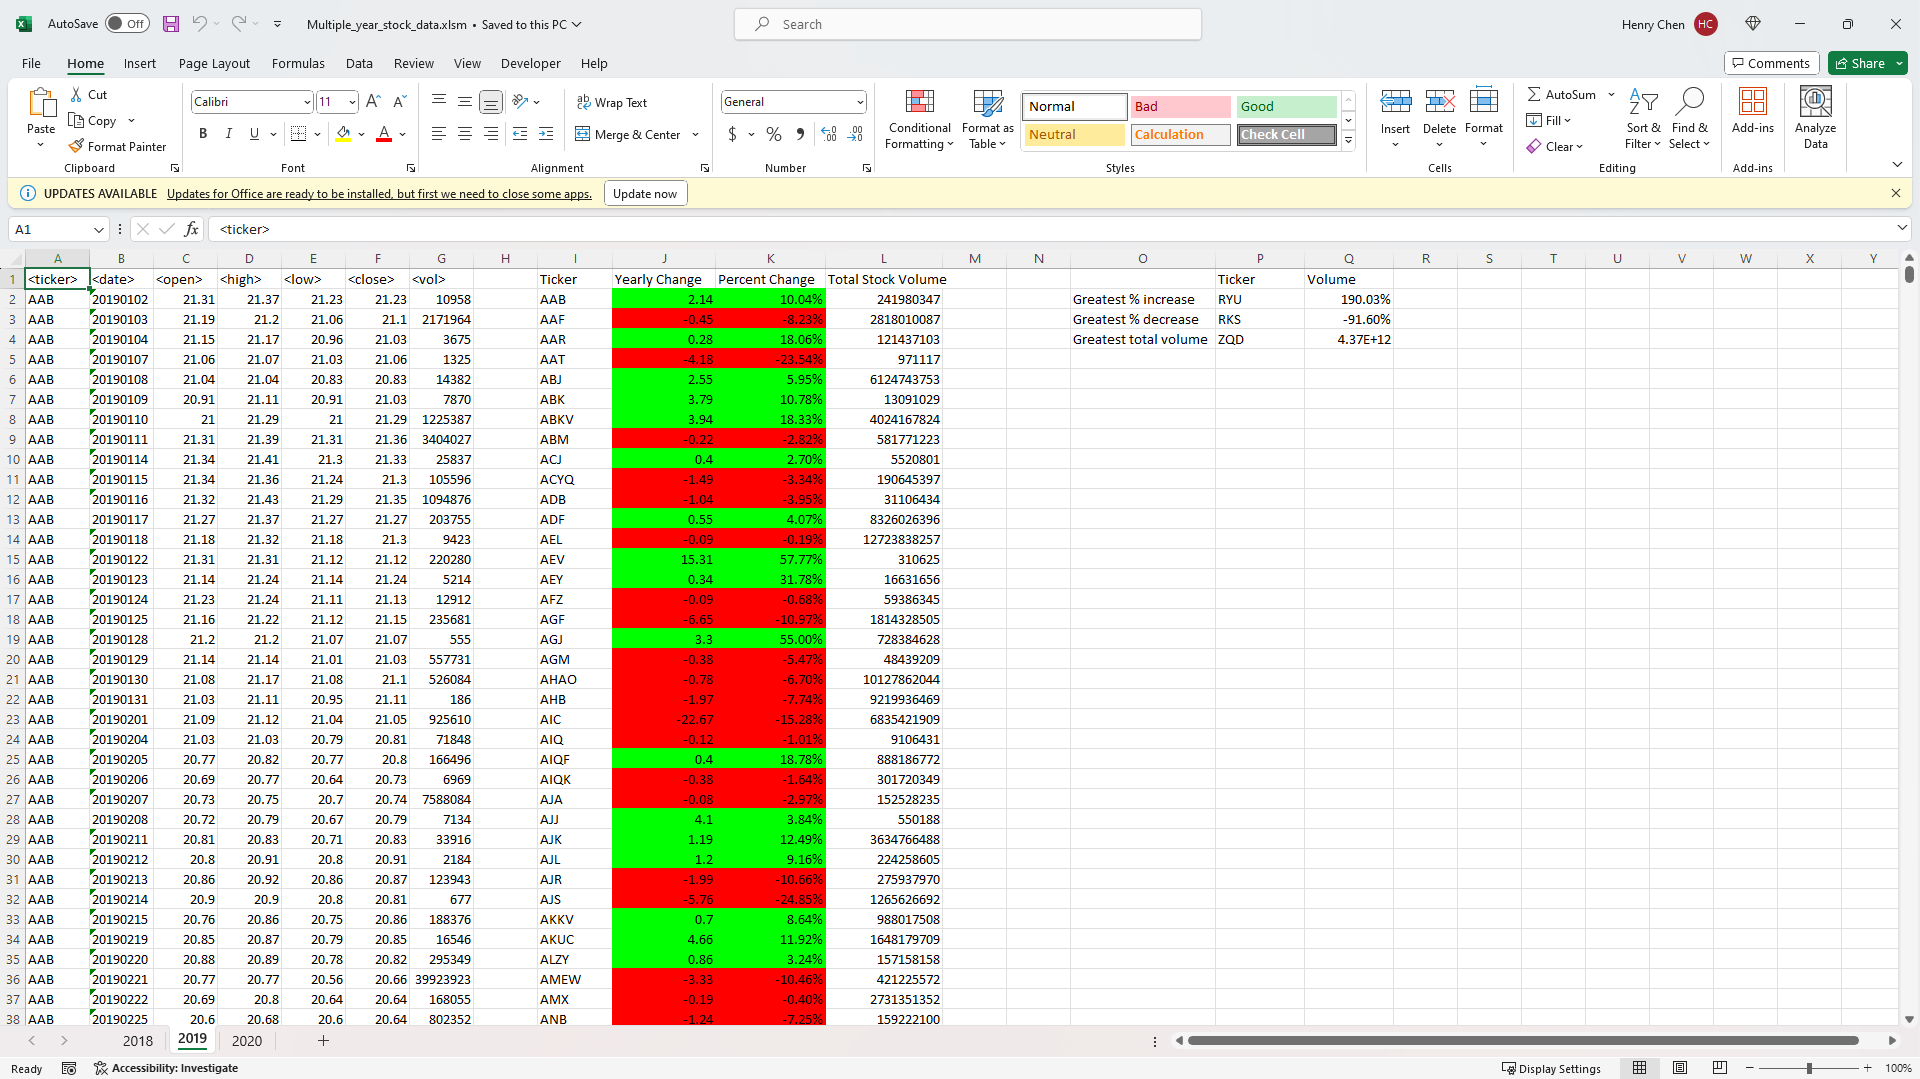 AutoSave Off Multiple_year_stock_data.xlsm • Saved to this PC Search Henry Chen HC
File Home Insert Page Layout Formulas Data Review View Developer Help Comments Share
Paste Cut Copy Format Painter Clipboard
Calibri 11 B I U A Font
Wrap Text Merge & Center Alignment
General $ % Number
Conditional Formatting Format as Table Normal Bad Good Neutral Calculation Check Cell Styles
Insert Delete Format Cells
AutoSum Fill Clear Sort & Filter Find & Select Editing
Add-ins Add-ins Analyze Data
UPDATES AVAILABLE Updates for Office are ready to be installed, but first we need to close some apps. Update now
A1 fx <ticker>
A B C D E F G H I J K L M N O P Q R S T U V W X Y
1 <ticker> <date> <open> <high> <low> <close> <vol> Ticker Yearly Change Percent Change Total Stock Volume Ticker Volume
2 AAB 20190102 21.31 21.37 21.23 21.23 10958 AAB 2.14 10.04% 241980347 Greatest % increase RYU 190.03%
3 AAB 20190103 21.19 21.2 21.06 21.1 2171964 AAF -0.45 -8.23% 2818010087 Greatest % decrease RKS -91.60%
4 AAB 20190104 21.15 21.17 20.96 21.03 3675 AAR 0.28 18.06% 121437103 Greatest total volume ZQD 4.37E+12
5 AAB 20190107 21.06 21.07 21.03 21.06 1325 AAT -4.18 -23.54% 971117
6 AAB 20190108 21.04 21.04 20.83 20.83 14382 ABJ 2.55 5.95% 6124743753
7 AAB 20190109 20.91 21.11 20.91 21.03 7870 ABK 3.79 10.78% 13091029
8 AAB 20190110 21 21.29 21 21.29 1225387 ABKV 3.94 18.33% 4024167824
9 AAB 20190111 21.31 21.39 21.31 21.36 3404027 ABM -0.22 -2.82% 581771223
10 AAB 20190114 21.34 21.41 21.3 21.33 25837 ACJ 0.4 2.70% 5520801
11 AAB 20190115 21.34 21.36 21.24 21.3 105596 ACYQ -1.49 -3.34% 190645397
12 AAB 20190116 21.32 21.43 21.29 21.35 1094876 ADB -1.04 -3.95% 31106434
13 AAB 20190117 21.27 21.37 21.27 21.27 203755 ADF 0.55 4.07% 8326026396
14 AAB 20190118 21.18 21.32 21.18 21.3 9423 AEL -0.09 -0.19% 12723838257
15 AAB 20190122 21.31 21.31 21.12 21.12 220280 AEV 15.31 57.77% 310625
16 AAB 20190123 21.14 21.24 21.14 21.24 5214 AEY 0.34 31.78% 16631656
17 AAB 20190124 21.23 21.24 21.11 21.13 12912 AFZ -0.09 -0.68% 59386345
18 AAB 20190125 21.16 21.22 21.12 21.15 235681 AGF -6.65 -10.97% 1814328505
19 AAB 20190128 21.2 21.2 21.07 21.07 555 AGJ 3.3 55.00% 728384628
20 AAB 20190129 21.14 21.14 21.01 21.03 557731 AGM -0.38 -5.47% 48439209
21 AAB 20190130 21.08 21.17 21.08 21.1 526084 AHAO -0.78 -6.70% 10127862044
22 AAB 20190131 21.03 21.11 20.95 21.11 186 AHB -1.97 -7.74% 9219936469
23 AAB 20190201 21.09 21.12 21.04 21.05 925610 AIC -22.67 -15.28% 6835421909
24 AAB 20190204 21.03 21.03 20.79 20.81 71848 AIQ -0.12 -1.01% 9106431
25 AAB 20190205 20.77 20.82 20.77 20.8 166496 AIQF 0.4 18.78% 888186772
26 AAB 20190206 20.69 20.77 20.64 20.73 6969 AIQK -0.38 -1.64% 301720349
27 AAB 20190207 20.73 20.75 20.7 20.74 7588084 AJA -0.08 -2.97% 152528235
28 AAB 20190208 20.72 20.79 20.67 20.79 7134 AJJ 4.1 3.84% 550188
29 AAB 20190211 20.81 20.83 20.71 20.83 33916 AJK 1.19 12.49% 3634766488
30 AAB 20190212 20.8 20.91 20.8 20.91 2184 AJL 1.2 9.16% 224258605
31 AAB 20190213 20.86 20.92 20.86 20.87 123943 AJR -1.99 -10.66% 275937970
32 AAB 20190214 20.9 20.9 20.8 20.81 677 AJS -5.76 -24.85% 1265626692
33 AAB 20190215 20.76 20.86 20.75 20.86 188376 AKKV 0.7 8.64% 988017508
34 AAB 20190219 20.85 20.87 20.79 20.85 16546 AKUC 4.66 11.92% 1648179709
35 AAB 20190220 20.88 20.89 20.78 20.82 295349 ALZY 0.86 3.24% 157158158
36 AAB 20190221 20.77 20.77 20.56 20.66 39923923 AMEW -3.33 -10.46% 421225572
37 AAB 20190222 20.69 20.8 20.64 20.64 168055 AMX -0.19 -0.40% 2731351352
38 AAB 20190225 20.6 20.68 20.6 20.64 802352 ANB -1.24 -7.25% 159222100
2018 2019 2020
Ready Accessibility: Investigate Display Settings 100%